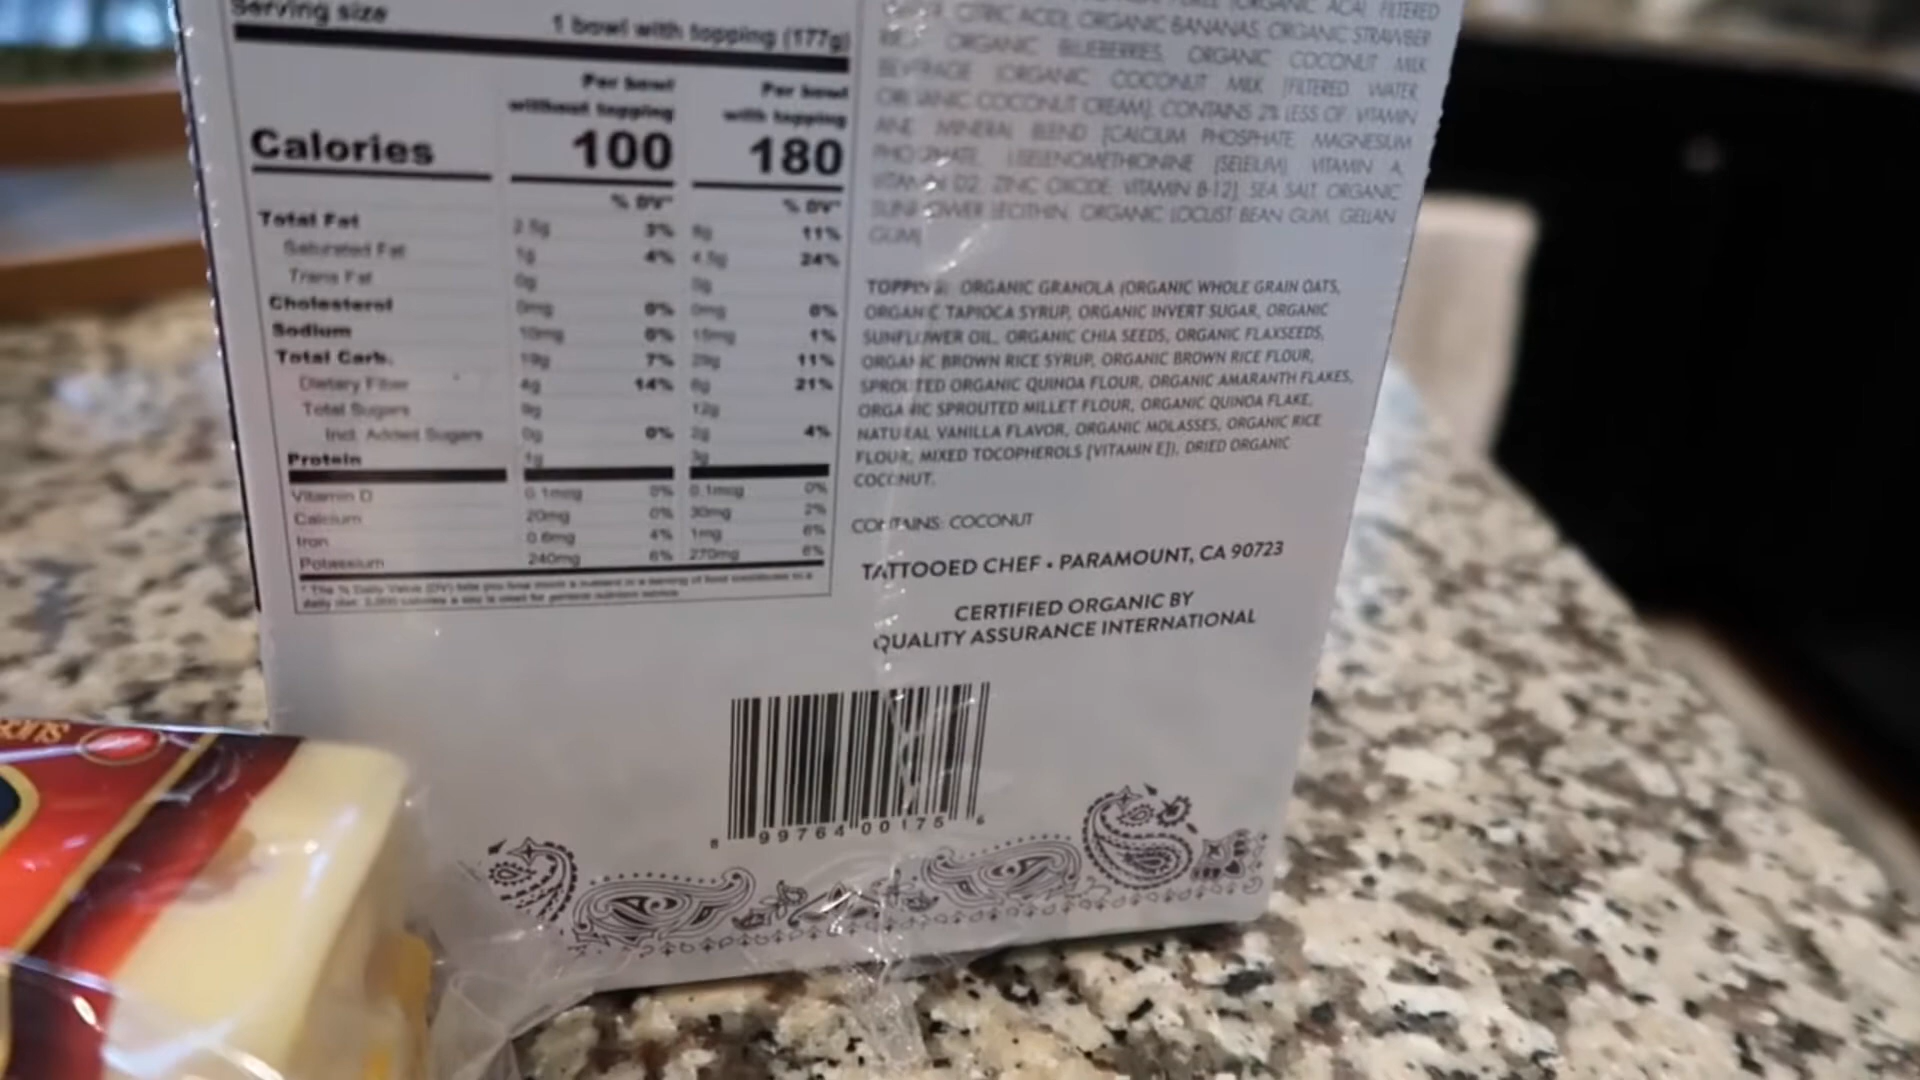 Serving size
1 bowl with topping (177g)
Per bowl without topping
Per bowl with topping
Calories 100 180
% DV* % DV*
Total Fat 2.5g 3% 8g 11%
Saturated Fat 1g 4% 4.5g 24%
Trans Fat 0g 0g
Cholesterol 0mg 0% 0mg 0%
Sodium 10mg 0% 15mg 1%
Total Carb. 19g 7% 29g 11%
Dietary Fiber 4g 14% 6g 21%
Total Sugars 9g 12g
Incl. Added Sugars 0g 0% 2g 4%
Protein 1g 3g
Vitamin D 0.1mcg 0% 0.1mcg 0%
Calcium 20mg 0% 30mg 2%
Iron 0.6mg 4% 1mg 6%
Potassium 240mg 6% 270mg 6%
(ORGANIC ACAI, FILTERED
CITRIC ACID), ORGANIC BANANAS, ORGANIC STRAWBER
ORGANIC BLUEBERRIES, ORGANIC COCONUT MILK
BEVERAGE (ORGANIC COCONUT MILK [FILTERED WATER,
ORGANIC COCONUT CREAM], CONTAINS 2% LESS OF: VITAMIN
AND MINERAL BLEND [CALCIUM PHOSPHATE, MAGNESIUM
PHOSPHATE, L-SELENOMETHIONINE [SELEIUM], VITAMIN A,
VITAMIN D2, ZINC OXIDE, VITAMIN B-12], SEA SALT, ORGANIC
SUNFLOWER LECITHIN, ORGANIC LOCUST BEAN GUM, GELLAN
GUM)
TOPPING: ORGANIC GRANOLA (ORGANIC WHOLE GRAIN OATS,
ORGANIC TAPIOCA SYRUP, ORGANIC INVERT SUGAR, ORGANIC
SUNFLOWER OIL, ORGANIC CHIA SEEDS, ORGANIC FLAXSEEDS,
ORGANIC BROWN RICE SYRUP, ORGANIC BROWN RICE FLOUR,
SPROUTED ORGANIC QUINOA FLOUR, ORGANIC AMARANTH FLAKES,
ORGANIC SPROUTED MILLET FLOUR, ORGANIC QUINOA FLAKE,
NATURAL VANILLA FLAVOR, ORGANIC MOLASSES, ORGANIC RICE
FLOUR, MIXED TOCOPHEROLS [VITAMIN E]), DRIED ORGANIC
COCONUT.
CONTAINS: COCONUT
TATTOOED CHEF • PARAMOUNT, CA 90723
CERTIFIED ORGANIC BY
QUALITY ASSURANCE INTERNATIONAL
8 99764 00175 6